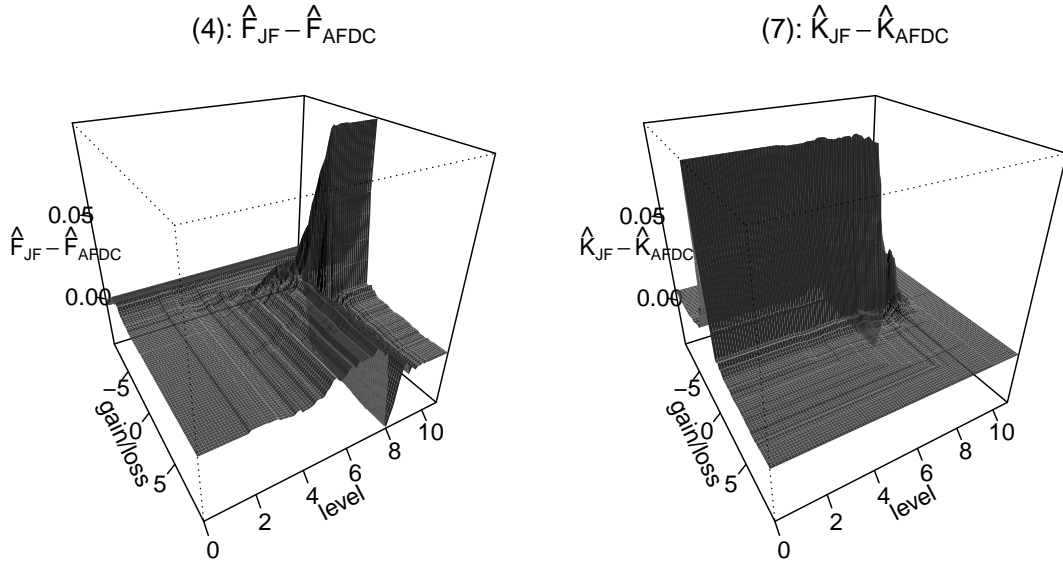 (4): F̂JF − F̂AFDC
(7): K̂JF − K̂AFDC
0.05
F̂JF − F̂AFDC
0.00
−5
0
5
gain/loss
0
2
4
6
8
10
level
0.05
K̂JF − K̂AFDC
0.00
−5
0
5
gain/loss
0
2
4
6
8
10
level